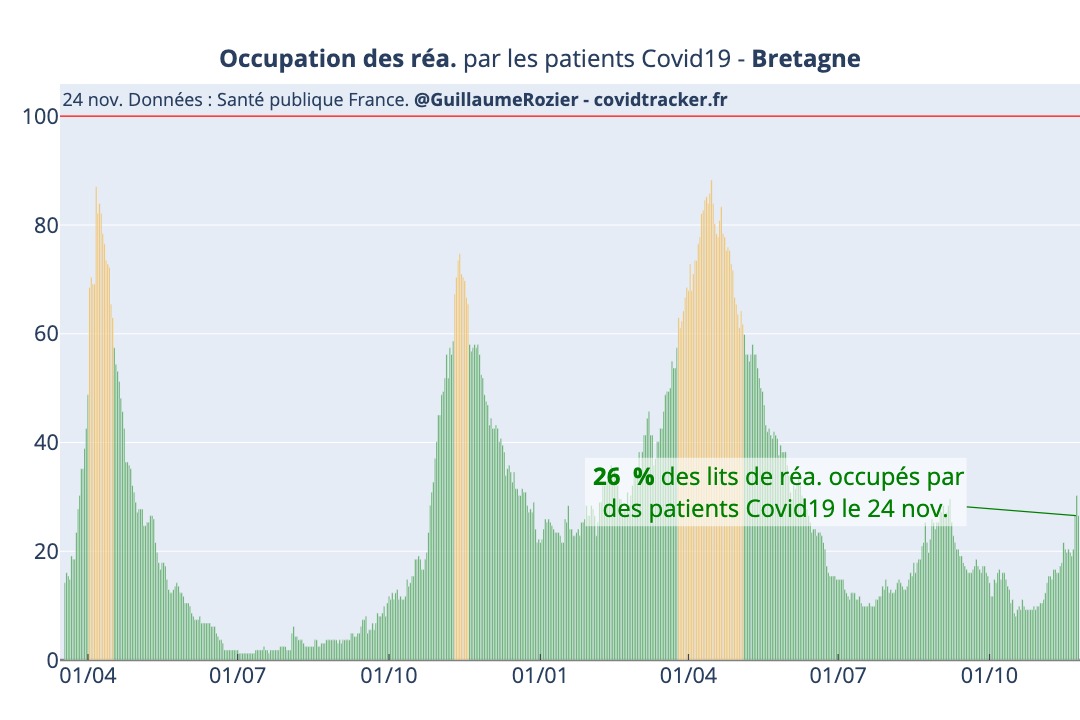 Occupation des réa. par les patients Covid19 - Bretagne
24 nov. Données : Santé publique France. @GuillaumeRozier - covidtracker.fr
100
80
60
40
26 % des lits de réa. occupés par
des patients Covid19 le 24 nov.
20
0
01/04 01/07 01/10 01/01 01/04 01/07 01/10